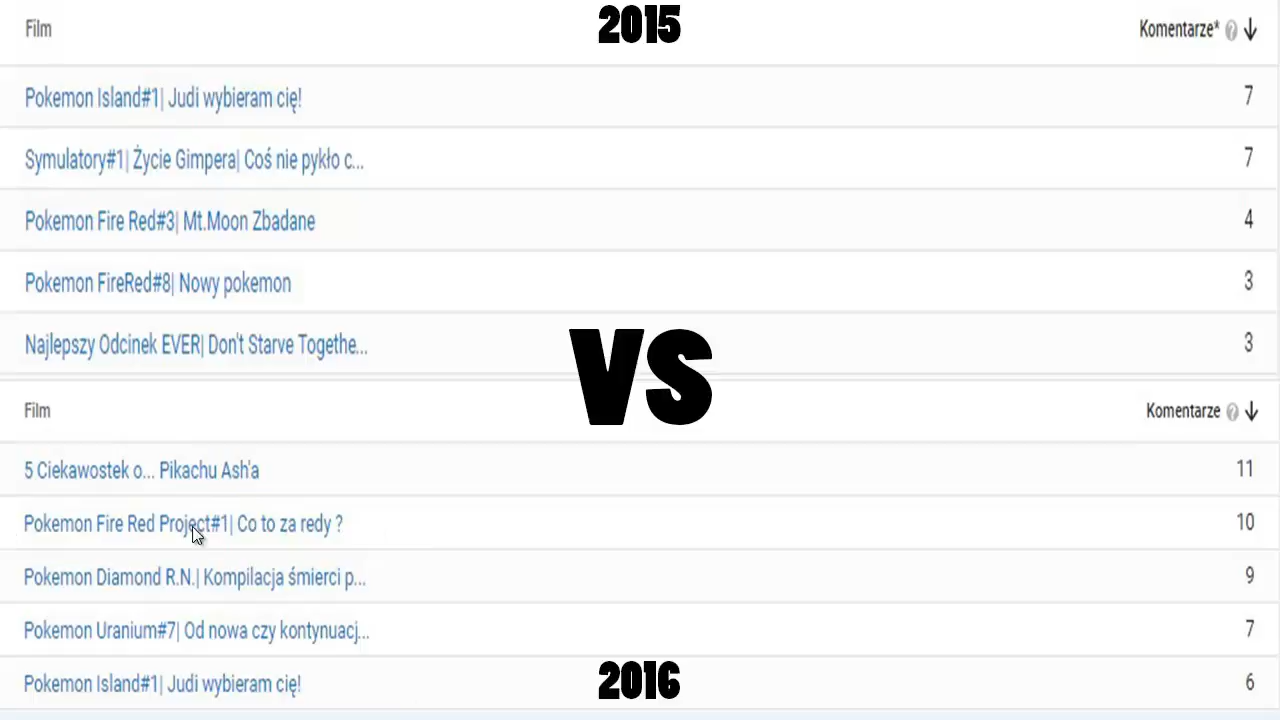 2015
Film Komentarze*
Pokemon Island#1| Judi wybieram cię! 7
Symulatory#1| Życie Gimpera| Coś nie pykło c... 7
Pokemon Fire Red#3| Mt.Moon Zbadane 4
Pokemon FireRed#8| Nowy pokemon 3
Najlepszy Odcinek EVER| Don't Starve Togethe... 3
VS
Film Komentarze
5 Ciekawostek o... Pikachu Ash'a 11
Pokemon Fire Red Project#1| Co to za redy ? 10
Pokemon Diamond R.N.| Kompilacja śmierci p... 9
Pokemon Uranium#7| Od nowa czy kontynuacj... 7
Pokemon Island#1| Judi wybieram cię! 6
2016